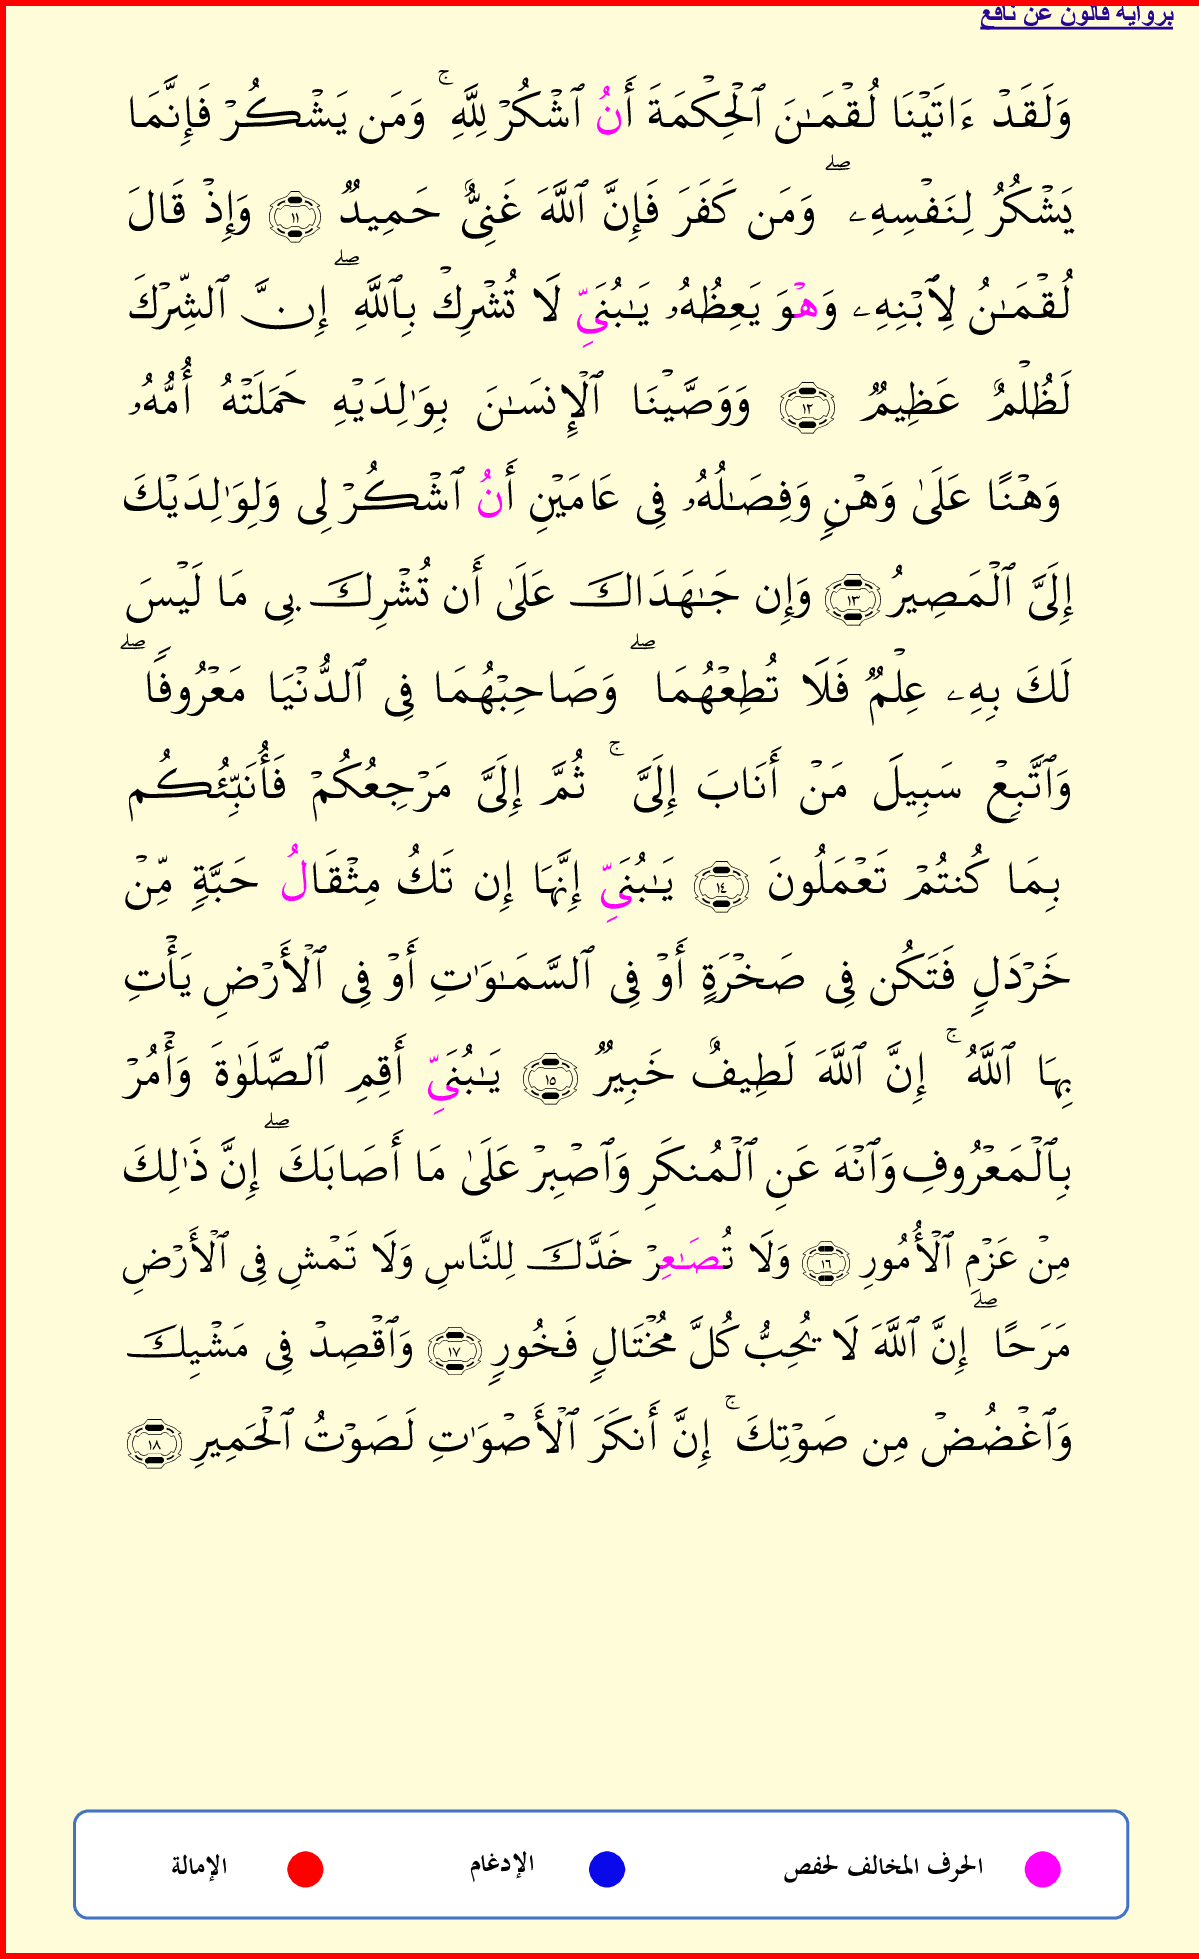 برواية قالون عن نافع
وَلَقَدْ ءَاتَيْنَا لُقْمَـٰنَ ٱلْحِكْمَةَ أَنُ ٱشْكُرْ لِلَّهِ ۚ وَمَن يَشْكُرْ فَإِنَّمَا
يَشْكُرُ لِنَفْسِهِۦ ۖ وَمَن كَفَرَ فَإِنَّ ٱللَّهَ غَنِىٌّ حَمِيدٌ ١١ وَإِذْ قَالَ
لُقْمَـٰنُ لِٱبْنِهِۦ وَهْوَ يَعِظُهُۥ يَـٰبُنَىِّ لَا تُشْرِكْ بِٱللَّهِ ۖ إِنَّ ٱلشِّرْكَ
لَظُلْمٌ عَظِيمٌ ١٢ وَوَصَّيْنَا ٱلْإِنسَـٰنَ بِوَٰلِدَيْهِ حَمَلَتْهُ أُمُّهُۥ
وَهْنًا عَلَىٰ وَهْنٍ وَفِصَـٰلُهُۥ فِى عَامَيْنِ أَنُ ٱشْكُرْ لِى وَلِوَٰلِدَيْكَ
إِلَىَّ ٱلْمَصِيرُ ١٣ وَإِن جَـٰهَدَاكَ عَلَىٰ أَن تُشْرِكَ بِى مَا لَيْسَ
لَكَ بِهِۦ عِلْمٌ فَلَا تُطِعْهُمَا ۖ وَصَاحِبْهُمَا فِى ٱلدُّنْيَا مَعْرُوفًا ۖ
وَٱتَّبِعْ سَبِيلَ مَنْ أَنَابَ إِلَىَّ ۚ ثُمَّ إِلَىَّ مَرْجِعُكُمْ فَأُنَبِّئُكُم
بِمَا كُنتُمْ تَعْمَلُونَ ١٤ يَـٰبُنَىِّ إِنَّهَا إِن تَكُ مِثْقَالُ حَبَّةٍ مِّنْ
خَرْدَلٍ فَتَكُن فِى صَخْرَةٍ أَوْ فِى ٱلسَّمَـٰوَٰتِ أَوْ فِى ٱلْأَرْضِ يَأْتِ
بِهَا ٱللَّهُ ۚ إِنَّ ٱللَّهَ لَطِيفٌ خَبِيرٌ ١٥ يَـٰبُنَىِّ أَقِمِ ٱلصَّلَوٰةَ وَأْمُرْ
بِٱلْمَعْرُوفِ وَٱنْهَ عَنِ ٱلْمُنكَرِ وَٱصْبِرْ عَلَىٰ مَا أَصَابَكَ ۖ إِنَّ ذَٰلِكَ
مِنْ عَزْمِ ٱلْأُمُورِ ١٦ وَلَا تُصَـٰعِرْ خَدَّكَ لِلنَّاسِ وَلَا تَمْشِ فِى ٱلْأَرْضِ
مَرَحًا ۖ إِنَّ ٱللَّهَ لَا يُحِبُّ كُلَّ مُخْتَالٍ فَخُورٍ ١٧ وَٱقْصِدْ فِى مَشْيِكَ
وَٱغْضُضْ مِن صَوْتِكَ ۚ إِنَّ أَنكَرَ ٱلْأَصْوَٰتِ لَصَوْتُ ٱلْحَمِيرِ ١٨
الحرف المخالف لحفص
الإدغام
الإمالة